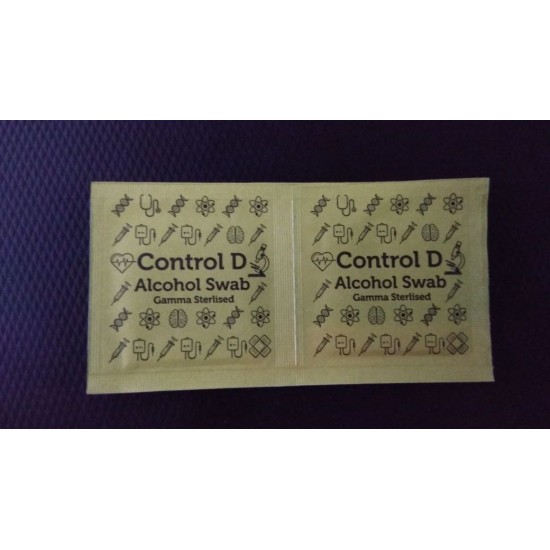 Control D
Alcohol Swab
Gamma Sterlised
Control D
Alcohol Swab
Gamma Sterlised